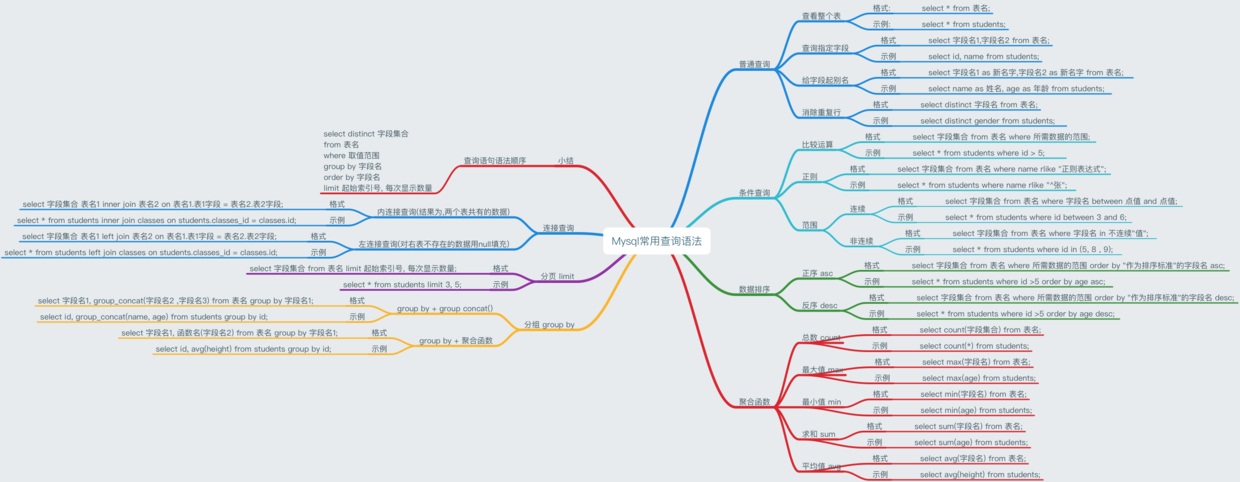 Mysql常用查询语法
普通查询
查看整个表
格式:
select * from 表名;
示例:
select * from students;
查询指定字段
格式
select 字段名1,字段名2 from 表名;
示例
select id, name from students;
给字段起别名
格式
select 字段名1 as 新名字,字段名2 as 新名字 from 表名;
示例
select name as 姓名, age as 年龄 from students;
消除重复行
格式
select distinct 字段名 from 表名;
示例
select distinct gender from students;
条件查询
比较运算
格式
select 字段集合 from 表名 where 所需数据的范围;
示例
select * from students where id > 5;
正则
格式
select 字段集合 from 表名 where name rlike "正则表达式";
示例
select * from students where name rlike "^张";
范围
连续
格式
select 字段集合 from 表名 where 字段名 between 点值 and 点值;
示例
select * from students where id between 3 and 6;
非连续
格式
select 字段集合 from 表名 where 字段名 in 不连续"值";
示例
select * from students where id in (5, 8 , 9);
数据排序
正序 asc
格式
select 字段集合 from 表名 where 所需数据的范围 order by "作为排序标准"的字段名 asc;
示例
select * from students where id >5 order by age asc;
反序 desc
格式
select 字段集合 from 表名 where 所需数据的范围 order by "作为排序标准"的字段名 desc;
示例
select * from students where id >5 order by age desc;
聚合函数
总数 count
格式
select count(字段集合) from 表名;
示例
select count(*) from students;
最大值 max
格式
select max(字段名) from 表名;
示例
select max(age) from students;
最小值 min
格式
select min(字段名) from 表名;
示例
select min(age) from students;
求和 sum
格式
select sum(字段名) from 表名;
示例
select sum(age) from students;
平均值 avg
格式
select avg(字段名) from 表名;
示例
select avg(height) from students;
小结
查询语句语法顺序
select distinct 字段集合
from 表名
where 取值范围
group by 字段名
order by 字段名
limit 起始索引号, 每次显示数量
连接查询
内连接查询(结果为,两个表共有的数据)
格式
select 字段集合 表名1 inner join 表名2 on 表名1.表1字段 = 表名2.表2字段;
示例
select * from students inner join classes on students.classes_id = classes.id;
左连接查询(对右表不存在的数据用null填充)
格式
select 字段集合 表名1 left join 表名2 on 表名1.表1字段 = 表名2.表2字段;
示例
select * from students left join classes on students.classes_id = classes.id;
分页 limit
格式
select 字段集合 from 表名 limit 起始索引号, 每次显示数量;
示例
select * from students limit 3, 5;
分组 group by
group by + group concat()
格式
select 字段名1, group_concat(字段名2 ,字段名3) from 表名 group by 字段名1;
示例
select id, group_concat(name, age) from students group by id;
group by + 聚合函数
格式
select 字段名1, 函数名(字段名2) from 表名 group by 字段名1;
示例
select id, avg(height) from students group by id;